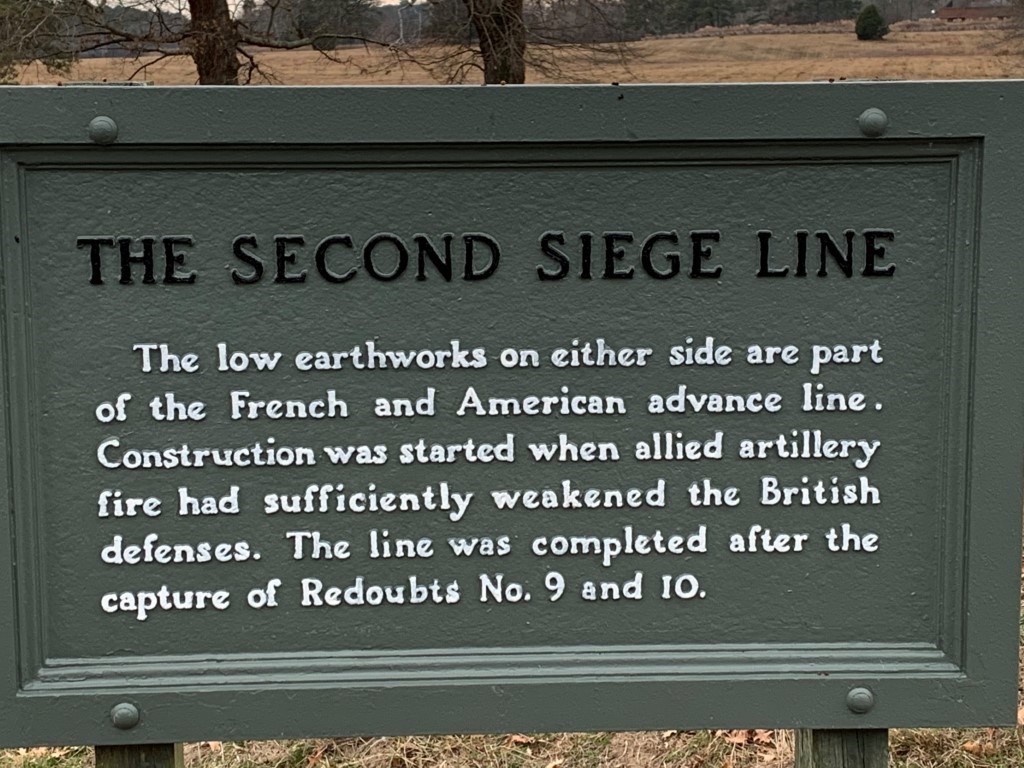 THE SECOND SIEGE LINE
The low earthworks on either side are part
of the French and American advance line.
Construction was started when allied artillery
fire had sufficiently weakened the British
defenses. The line was completed after the
capture of Redoubts No. 9 and 10.